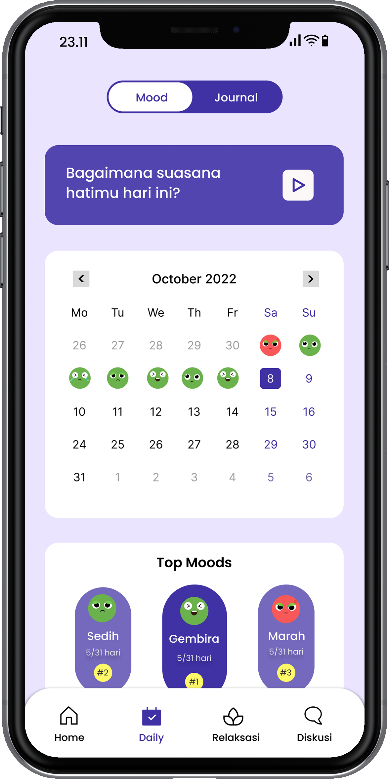 23.11
Mood Journal
Bagaimana suasana
hatimu hari ini?
< October 2022 >
Mo Tu We Th Fr Sa Su
26 27 28 29 30
8 9
10 11 12 13 14 15 16
24 25 26 27 28 29 30
31 1 2 3 4 5 6
Top Moods
Sedih Gembira Marah
5/31 hari 5/31 hari 5/31 hari
#2 #1 #3
Home Daily Relaksasi Diskusi